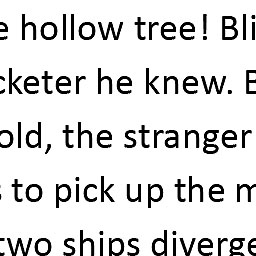 e hollow tree! Bli
cketer he knew. B
old, the stranger
s to pick up the m
two ships diverge